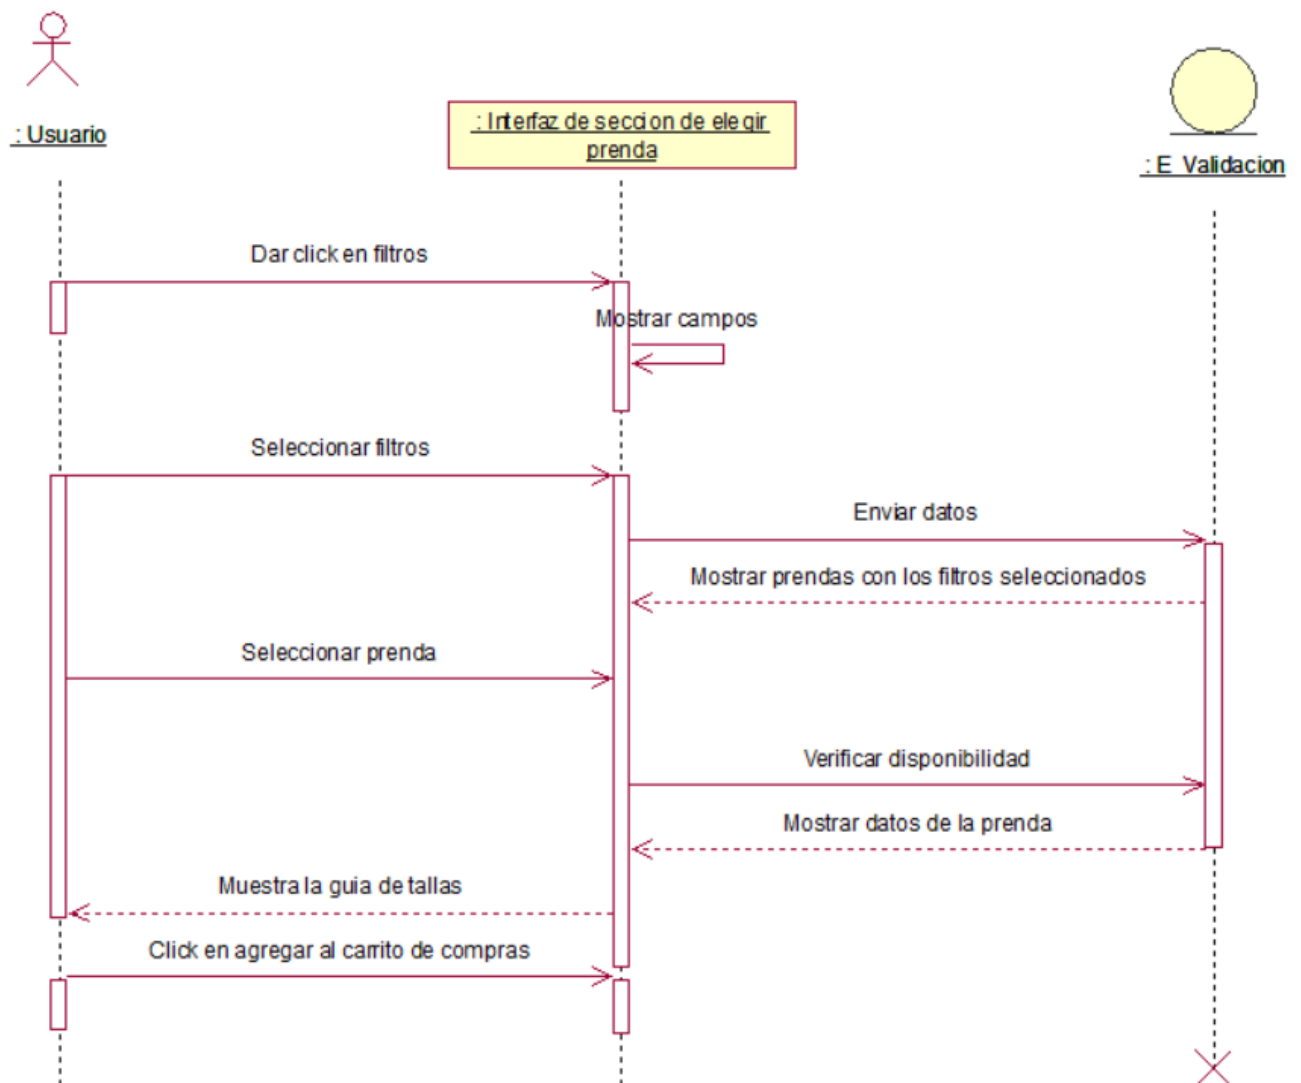 : Usuario
: Interfaz de seccion de elegir
prenda
: E_Validacion
Dar click en filtros
Mostrar campos
Seleccionar filtros
Enviar datos
Mostrar prendas con los filtros seleccionados
Seleccionar prenda
Verificar disponibilidad
Mostrar datos de la prenda
Muestra la guia de tallas
Click en agregar al carrito de compras